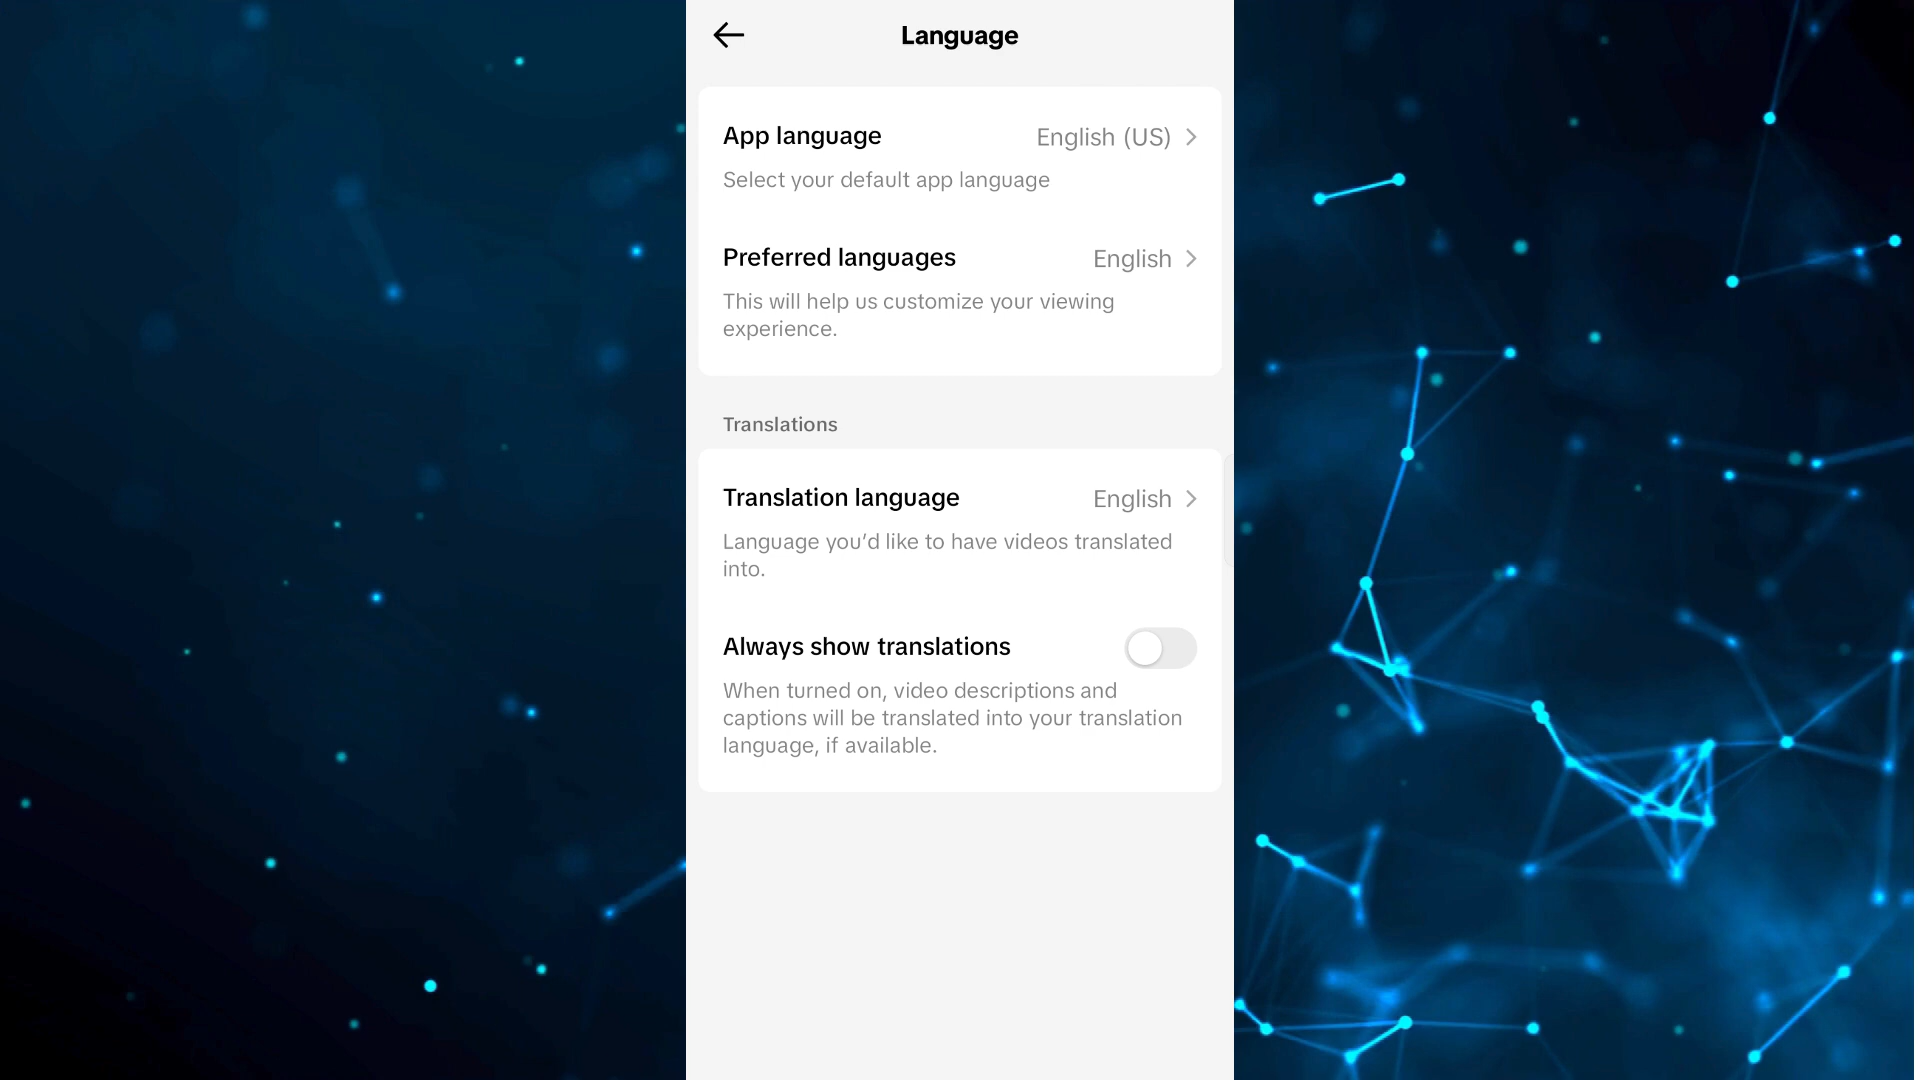 Language
App language English (US)
Select your default app language
Preferred languages English
This will help us customize your viewing
experience.
Translations
Translation language English
Language you’d like to have videos translated
into.
Always show translations
When turned on, video descriptions and
captions will be translated into your translation
language, if available.